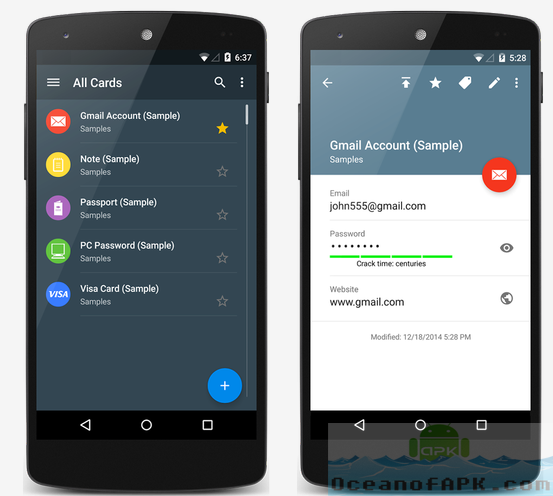 6:37
All Cards
Gmail Account (Sample)
Samples
Note (Sample)
Samples
Passport (Sample)
Samples
PC Password (Sample)
Samples
VISA
Visa Card (Sample)
Samples
+
5:28
Gmail Account (Sample)
Samples
Email
john555@gmail.com
Password
••••••••
Crack time: centuries
Website
www.gmail.com
Modified: 12/18/2014 5:28 PM
APK
OceanofAPK.com